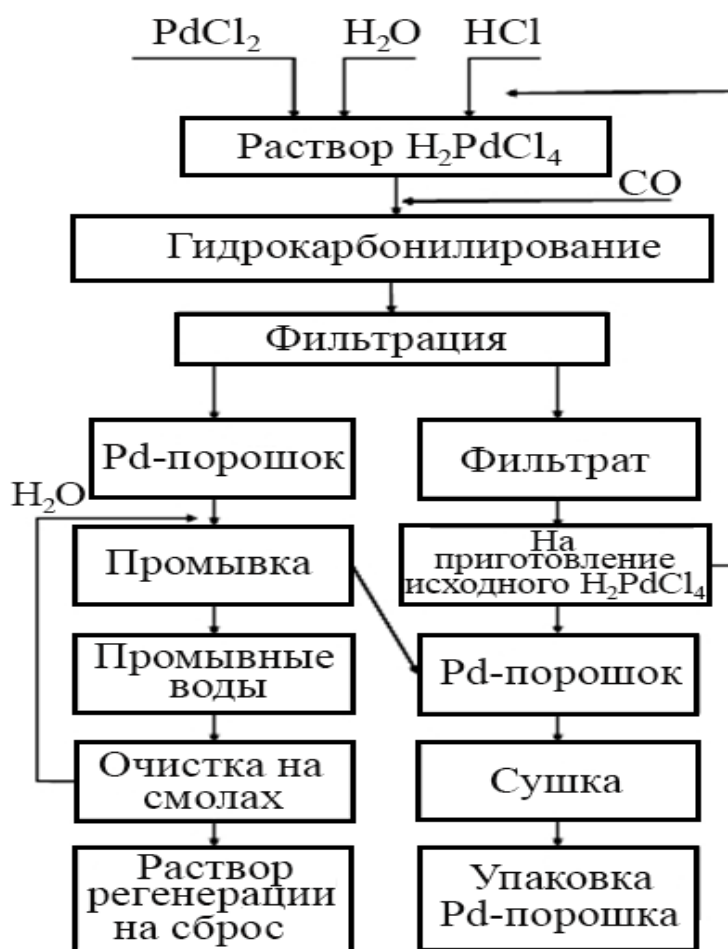 PdCl₂ H₂O HCl
Раствор H₂PdCl₄
CO
Гидрокарбонилирование
Фильтрация
Pd-порошок
Фильтрат
H₂O
Промывка
На
приготовление
исходного H₂PdCl₄
Промывные
воды
Pd-порошок
Очистка на
смолах
Сушка
Раствор
регенерации
на сброс
Упаковка
Pd-порошка